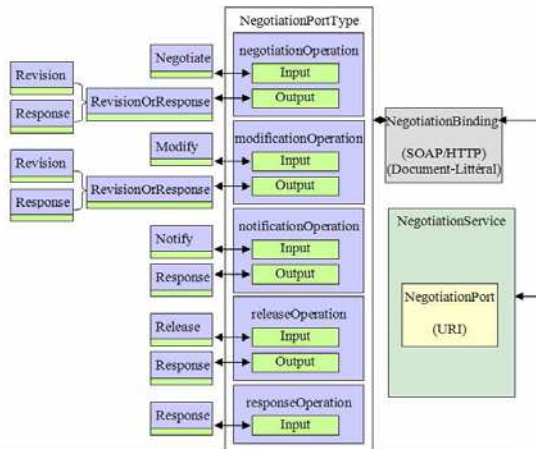 NegotiationPortType
Negotiate
negotiationOperation
Input
Output
Revision
Response
RevisionOrResponse
Modify
modificationOperation
Input
Output
Revision
Response
RevisionOrResponse
Notify
notificationOperation
Input
Response
Output
Release
releaseOperation
Input
Response
Output
responseOperation
Response
Input
NegotiationBinding
(SOAP/HTTP)
(Document-Littéral)
NegotiationService
NegotiationPort
(URI)